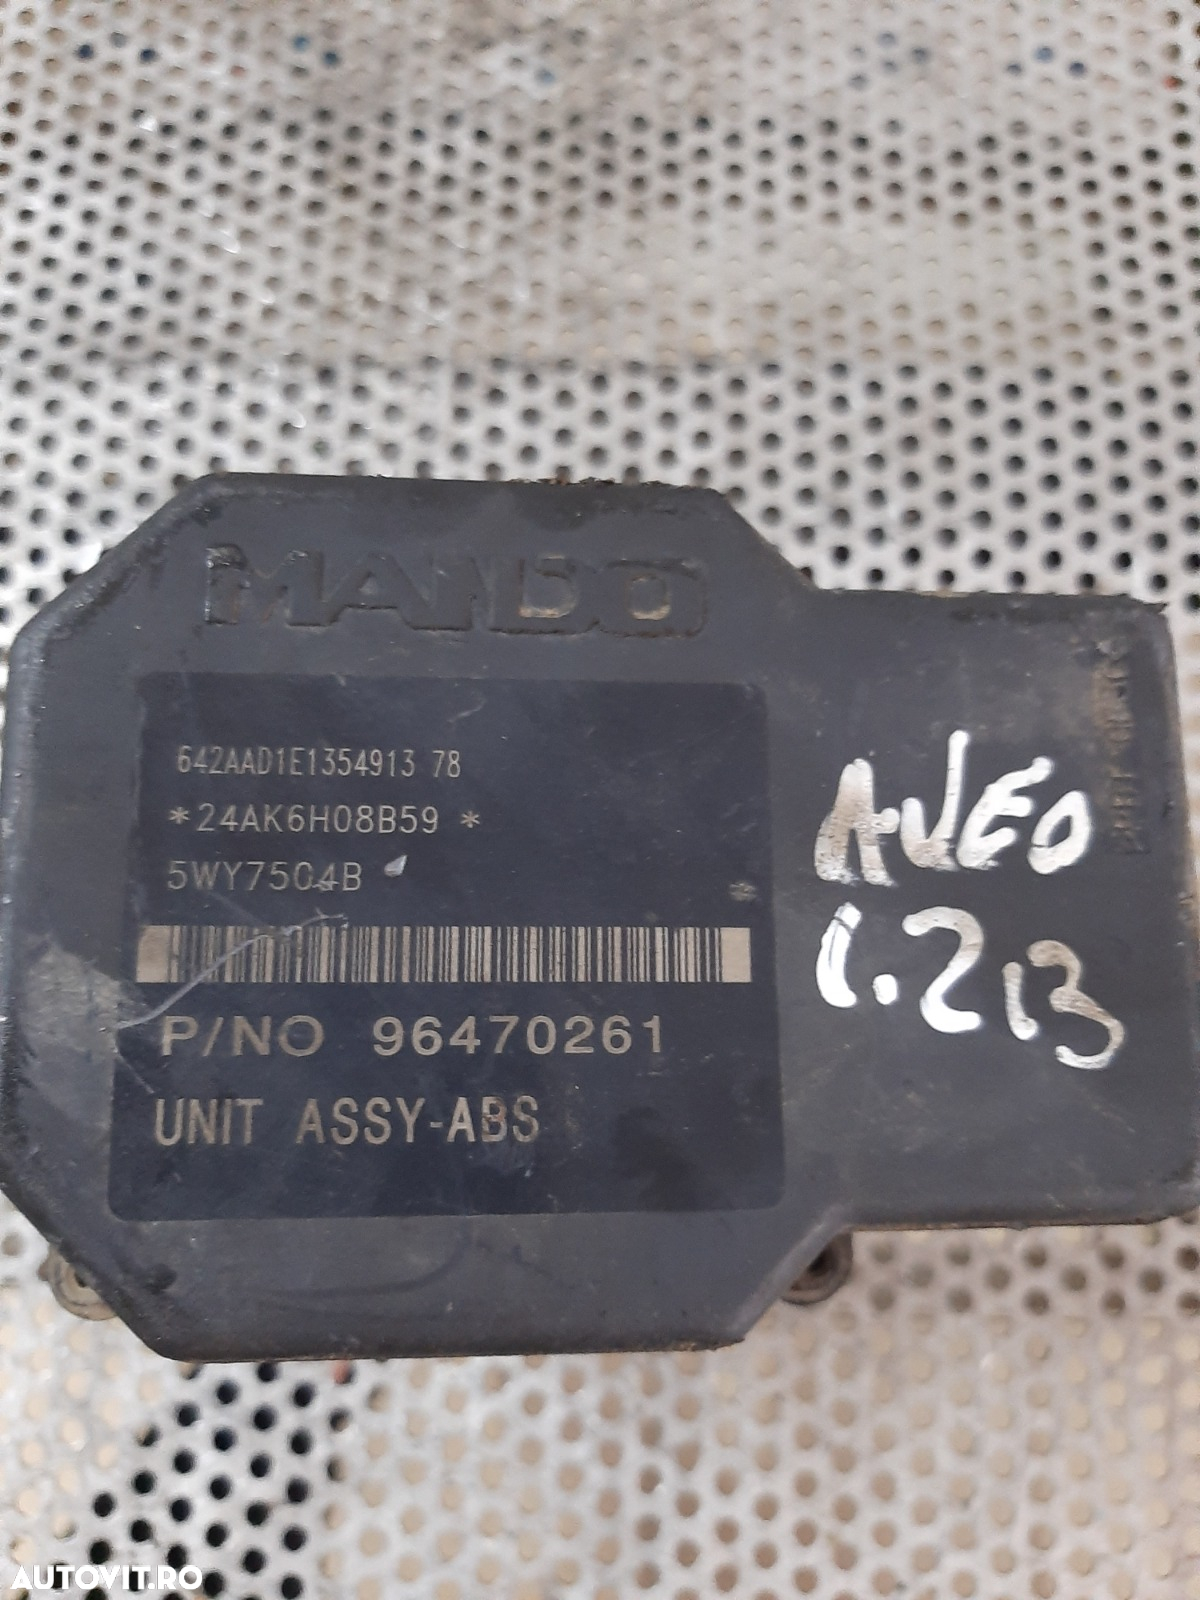 MANDO
642AAD1E1354913 78
*24AK6H08B59 *
5WY7504B
*
P/NO 96470261
UNIT ASSY-ABS
AVEO
1.2 13
AUTOVIT.RO